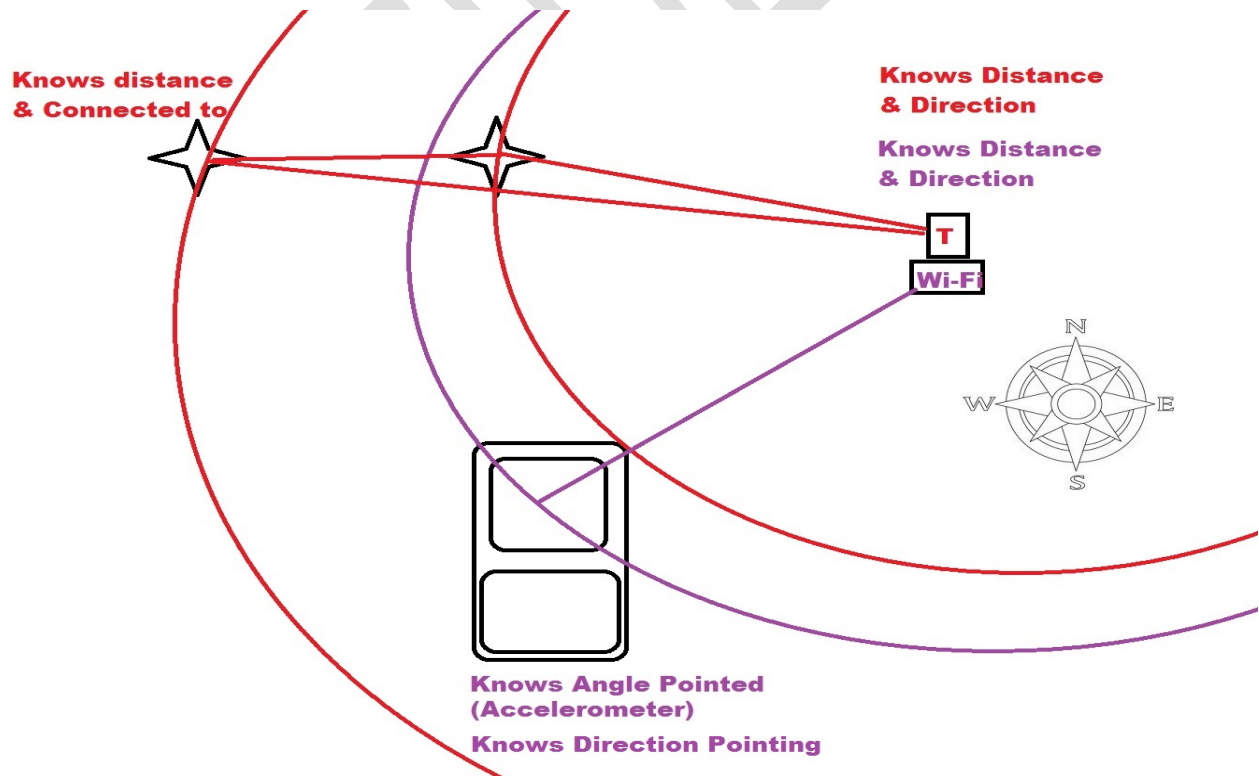 Knows distance
& Connected to
Knows Distance
& Direction
Knows Distance
& Direction
T
Wi-Fi
N
W
E
S
Knows Angle Pointed
(Accelerometer)
Knows Direction Pointing